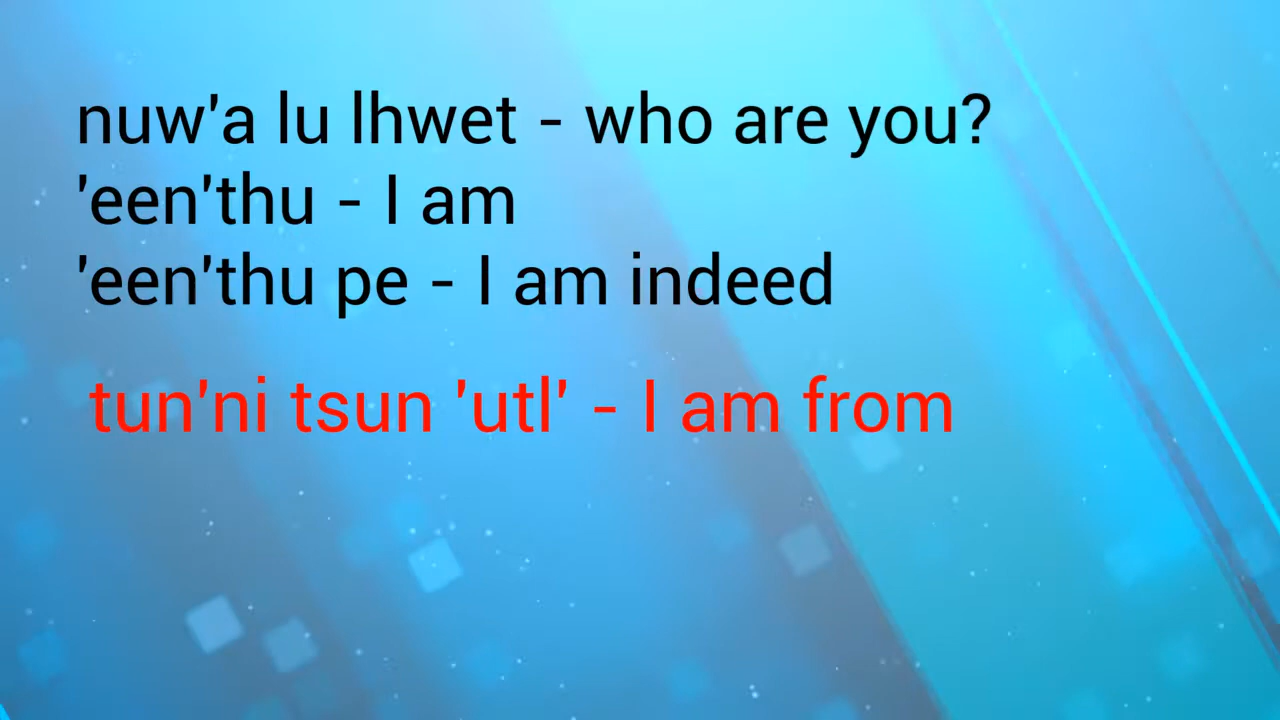 nuw'a lu lhwet - who are you?
'een'thu - I am
'een'thu pe - I am indeed
tun'ni tsun 'utl' - I am from